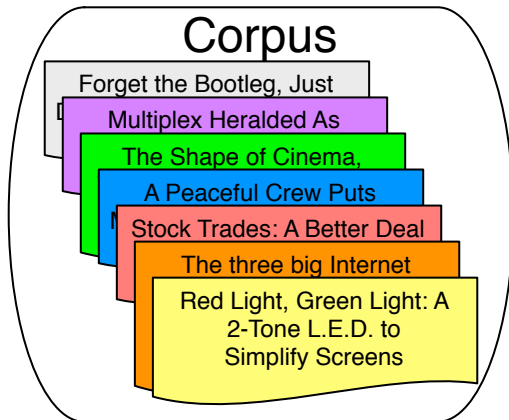 Corpus
Forget the Bootleg, Just
Multiplex Heralded As
The Shape of Cinema,
A Peaceful Crew Puts
Stock Trades: A Better Deal
The three big Internet
Red Light, Green Light: A
2-Tone L.E.D. to
Simplify Screens